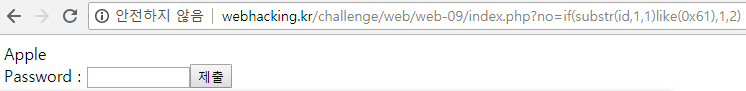 안전하지 않음 webhacking.kr/challenge/web/web-09/index.php?no=if(substr(id,1,1)like(0x61),1,2)
Apple
Password : 제출